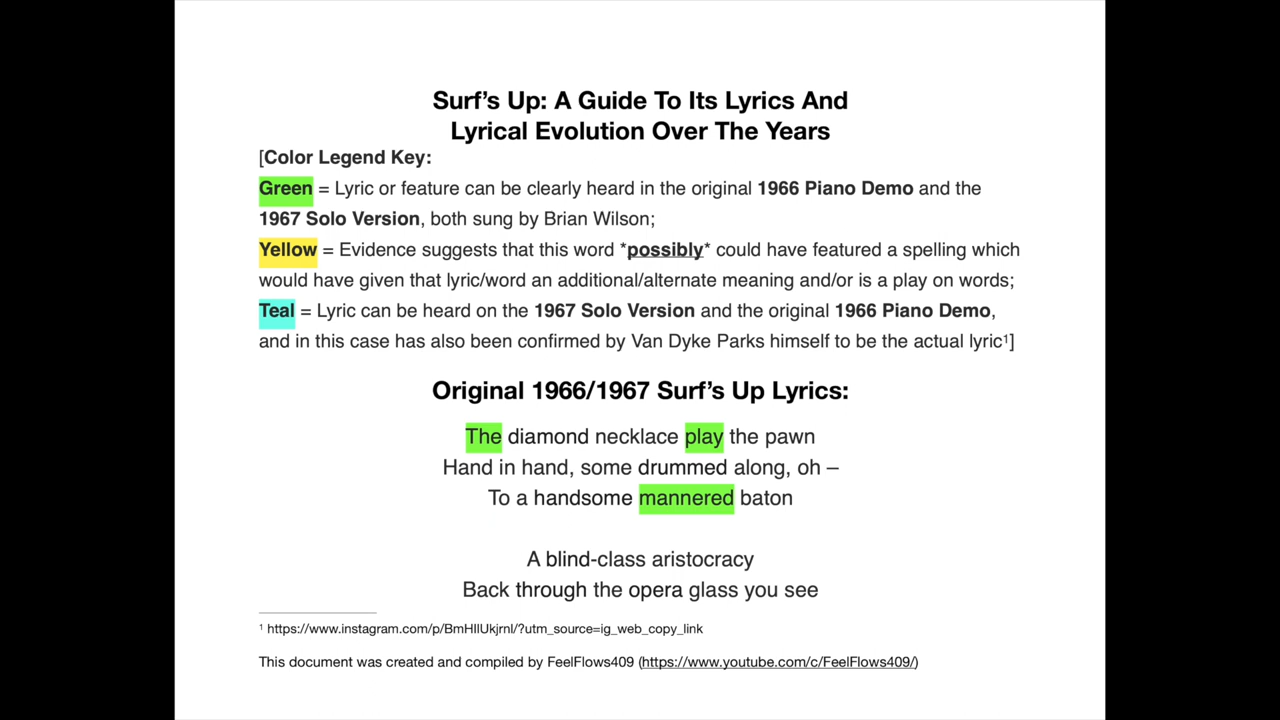 Surf’s Up: A Guide To Its Lyrics And
Lyrical Evolution Over The Years
[Color Legend Key:
Green = Lyric or feature can be clearly heard in the original 1966 Piano Demo and the
1967 Solo Version, both sung by Brian Wilson;
Yellow = Evidence suggests that this word *possibly* could have featured a spelling which
would have given that lyric/word an additional/alternate meaning and/or is a play on words;
Teal = Lyric can be heard on the 1967 Solo Version and the original 1966 Piano Demo,
and in this case has also been confirmed by Van Dyke Parks himself to be the actual lyric¹]
Original 1966/1967 Surf’s Up Lyrics:
The diamond necklace play the pawn
Hand in hand, some drummed along, oh –
To a handsome mannered baton
A blind-class aristocracy
Back through the opera glass you see
¹ https://www.instagram.com/p/BmHIlUkjrnI/?utm_source=ig_web_copy_link
This document was created and compiled by FeelFlows409 (https://www.youtube.com/c/FeelFlows409/)